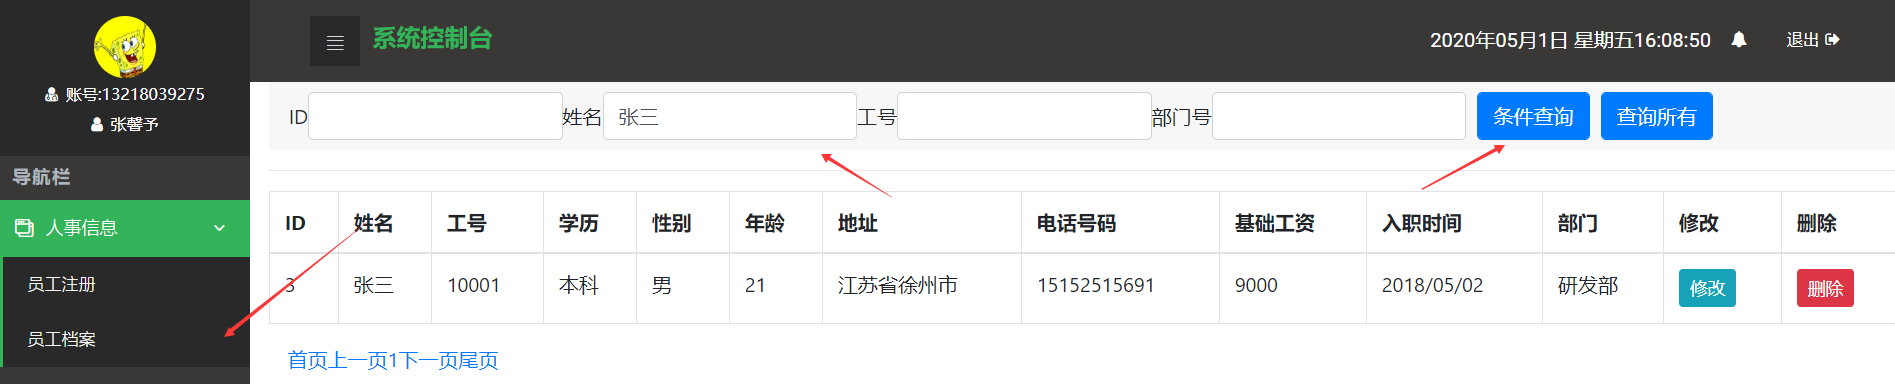 系统控制台
2020年05月1日 星期五16:08:50
退出
账号:13218039275
张馨予
导航栏
人事信息
员工注册
员工档案
ID 姓名 张三 工号 部门号 条件查询 查询所有
ID 姓名 工号 学历 性别 年龄 地址 电话号码 基础工资 入职时间 部门 修改 删除
3 张三 10001 本科 男 21 江苏省徐州市 15152515691 9000 2018/05/02 研发部 修改 删除
首页上一页1下一页尾页